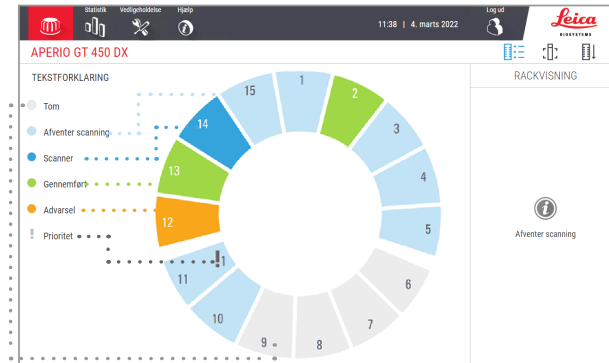 Statistik
Vedligeholdelse
Hjælp
11:38 | 4. marts 2022
Log ud
Leica
BIOSYSTEMS
APERIO GT 450 DX
TEKSTFORKLARING
RACKVISNING
Tom
Afventer scanning
Scanner
Gennemført
Advarsel
! Prioritet
1
2
3
4
5
6
7
8
9
10
11
! 1
12
13
14
15
i
Afventer scanning